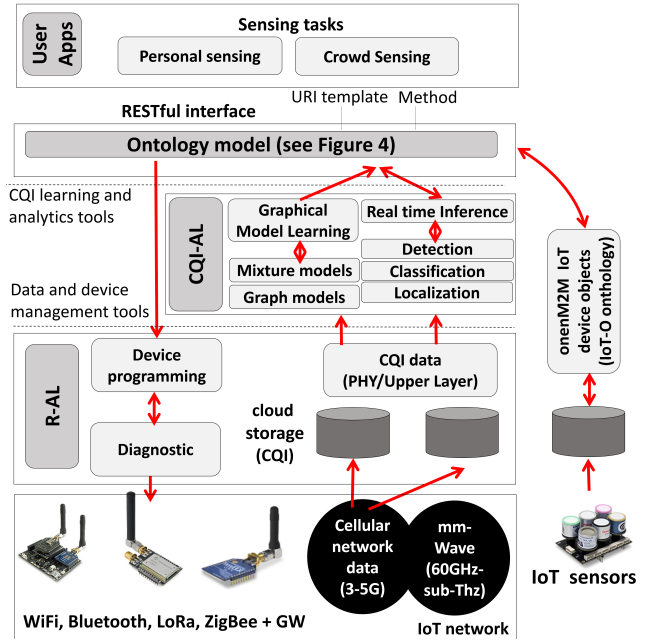 Sensing tasks
User
Apps
Personal sensing
Crowd Sensing
URI template
Method
RESTful interface
Ontology model (see Figure 4)
CQI learning and
analytics tools
CQI-AL
Graphical
Model Learning
Real time Inference
Detection
Mixture models
Classification
Graph models
Localization
Data and device
management tools
onenM2M IoT
device objects
(IoT-O onthology)
R-AL
Device
programming
Diagnostic
CQI data
(PHY/Upper Layer)
cloud
storage
(CQI)
Cellular
network
data
(3-5G)
mm-
Wave
(60GHz-
sub-Thz)
IoT sensors
WiFi, Bluetooth, LoRa, ZigBee + GW
IoT network